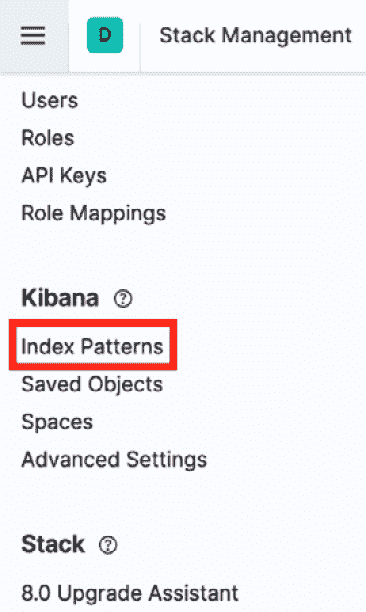 D Stack Management
Users
Roles
API Keys
Role Mappings
Kibana ?
Index Patterns
Saved Objects
Spaces
Advanced Settings
Stack ?
8.0 Upgrade Assistant